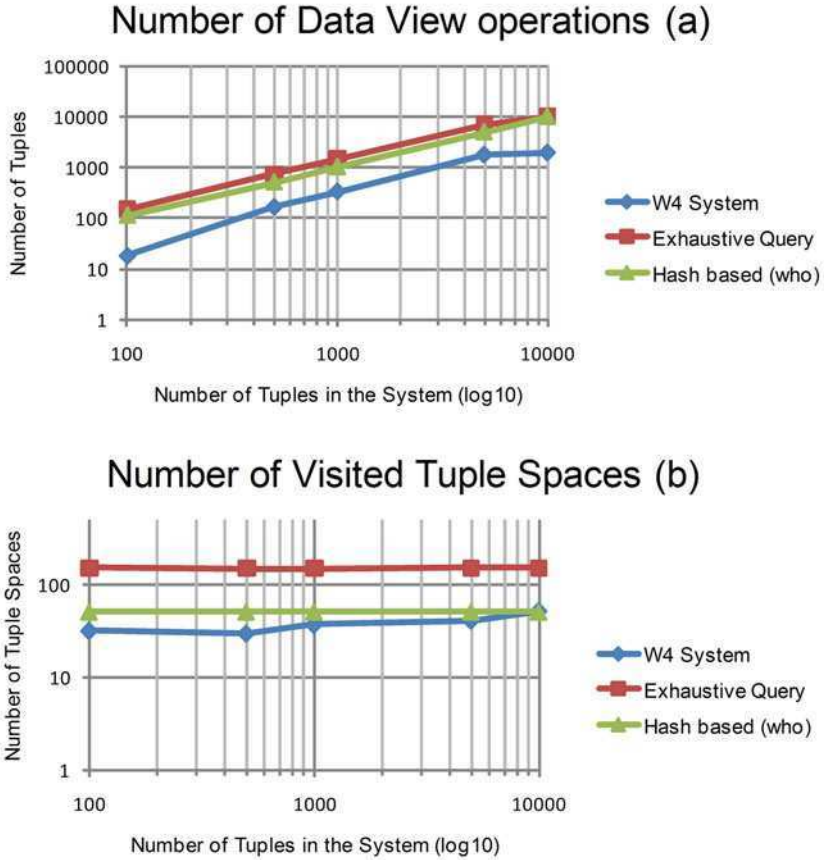 Number of Data View operations (a)
100000
10000
1000
100
10
1
Number of Tuples
100
1000
10000
Number of Tuples in the System (log10)
W4 System
Exhaustive Query
Hash based (who)
Number of Visited Tuple Spaces (b)
100
10
1
Number of Tuple Spaces
100
1000
10000
Number of Tuples in the System (log10)
W4 System
Exhaustive Query
Hash based (who)